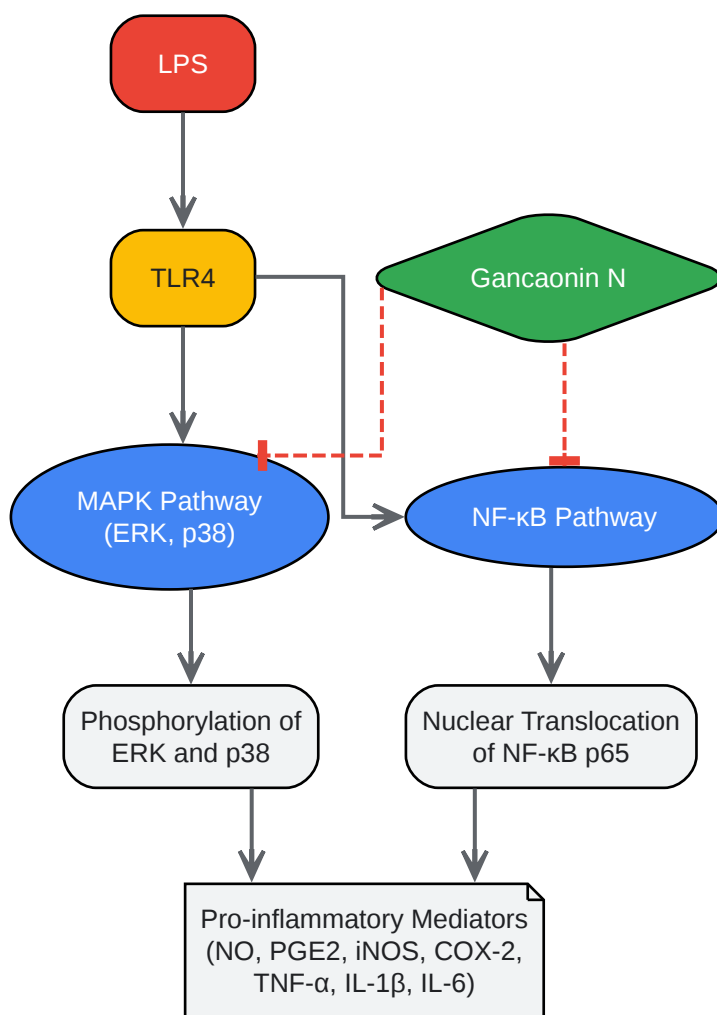 LPS
TLR4
Gancaonin N
MAPK Pathway
(ERK, p38)
NF-κB Pathway
Phosphorylation of
ERK and p38
Nuclear Translocation
of NF-κB p65
Pro-inflammatory Mediators
(NO, PGE2, iNOS, COX-2,
TNF-α, IL-1β, IL-6)